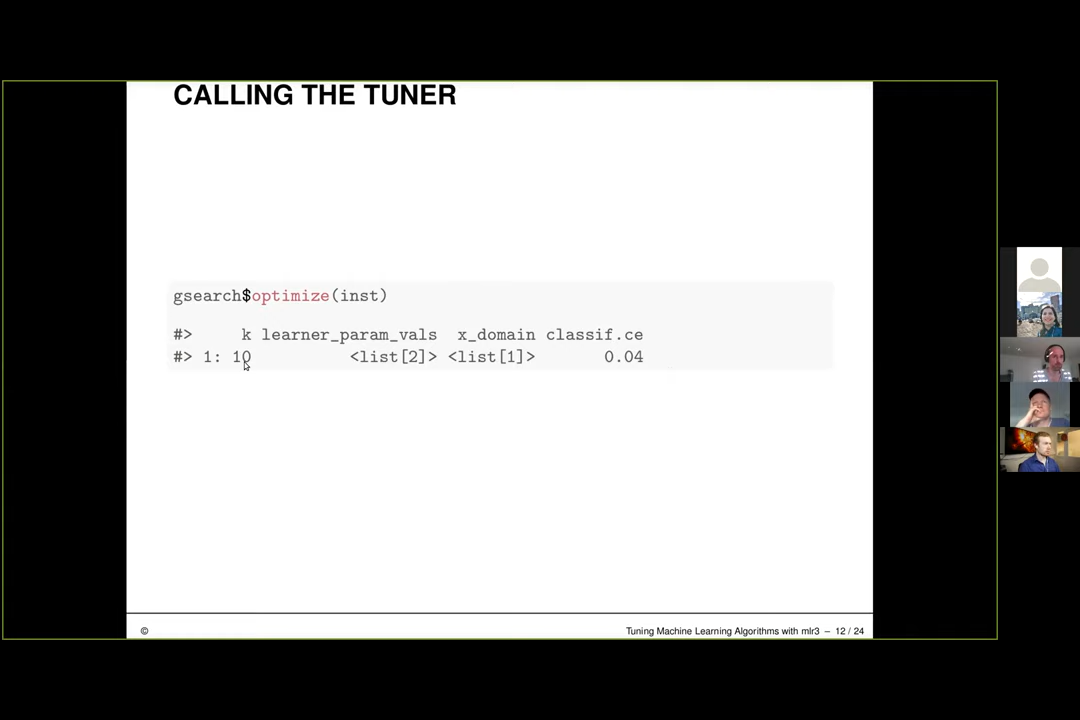 CALLING THE TUNER
gsearch$optimize(inst)
#> k learner_param_vals x_domain classif.ce
#> 1: 10 <list[2]> <list[1]> 0.04
© Tuning Machine Learning Algorithms with mlr3 – 12 / 24